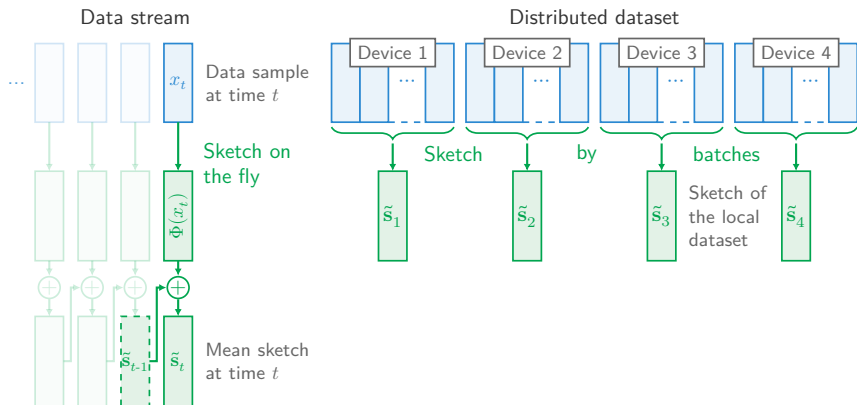 Data stream
...
x_t
Data sample
at time t
Sketch on
the fly
Φ(x_t)
+
+
+
s̃_{t-1}
s̃_t
Mean sketch
at time t
Distributed dataset
Device 1
Device 2
Device 3
Device 4
...
...
...
...
Sketch by batches
s̃_1
s̃_2
s̃_3
s̃_4
Sketch of
the local
dataset